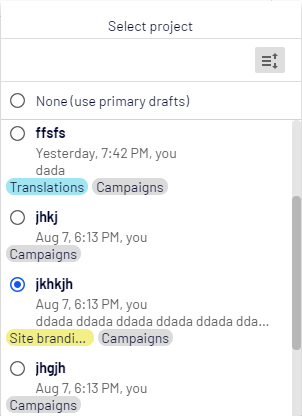 Select project
None (use primary drafts)
ffsfs
Yesterday, 7:42 PM, you
dada
Translations Campaigns
jhkj
Aug 7, 6:13 PM, you
Campaigns
jkhkjh
Aug 7, 6:13 PM, you
ddada ddada ddada ddada ddada dda...
Site brandi... Campaigns
jhgjh
Aug 7, 6:13 PM, you
Campaigns